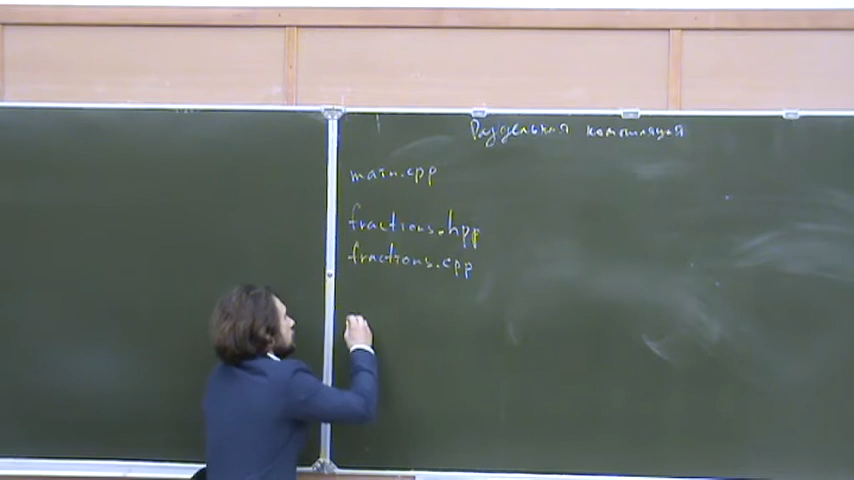 Раздельная компиляция
main.cpp
fractions.hpp
fractions.cpp